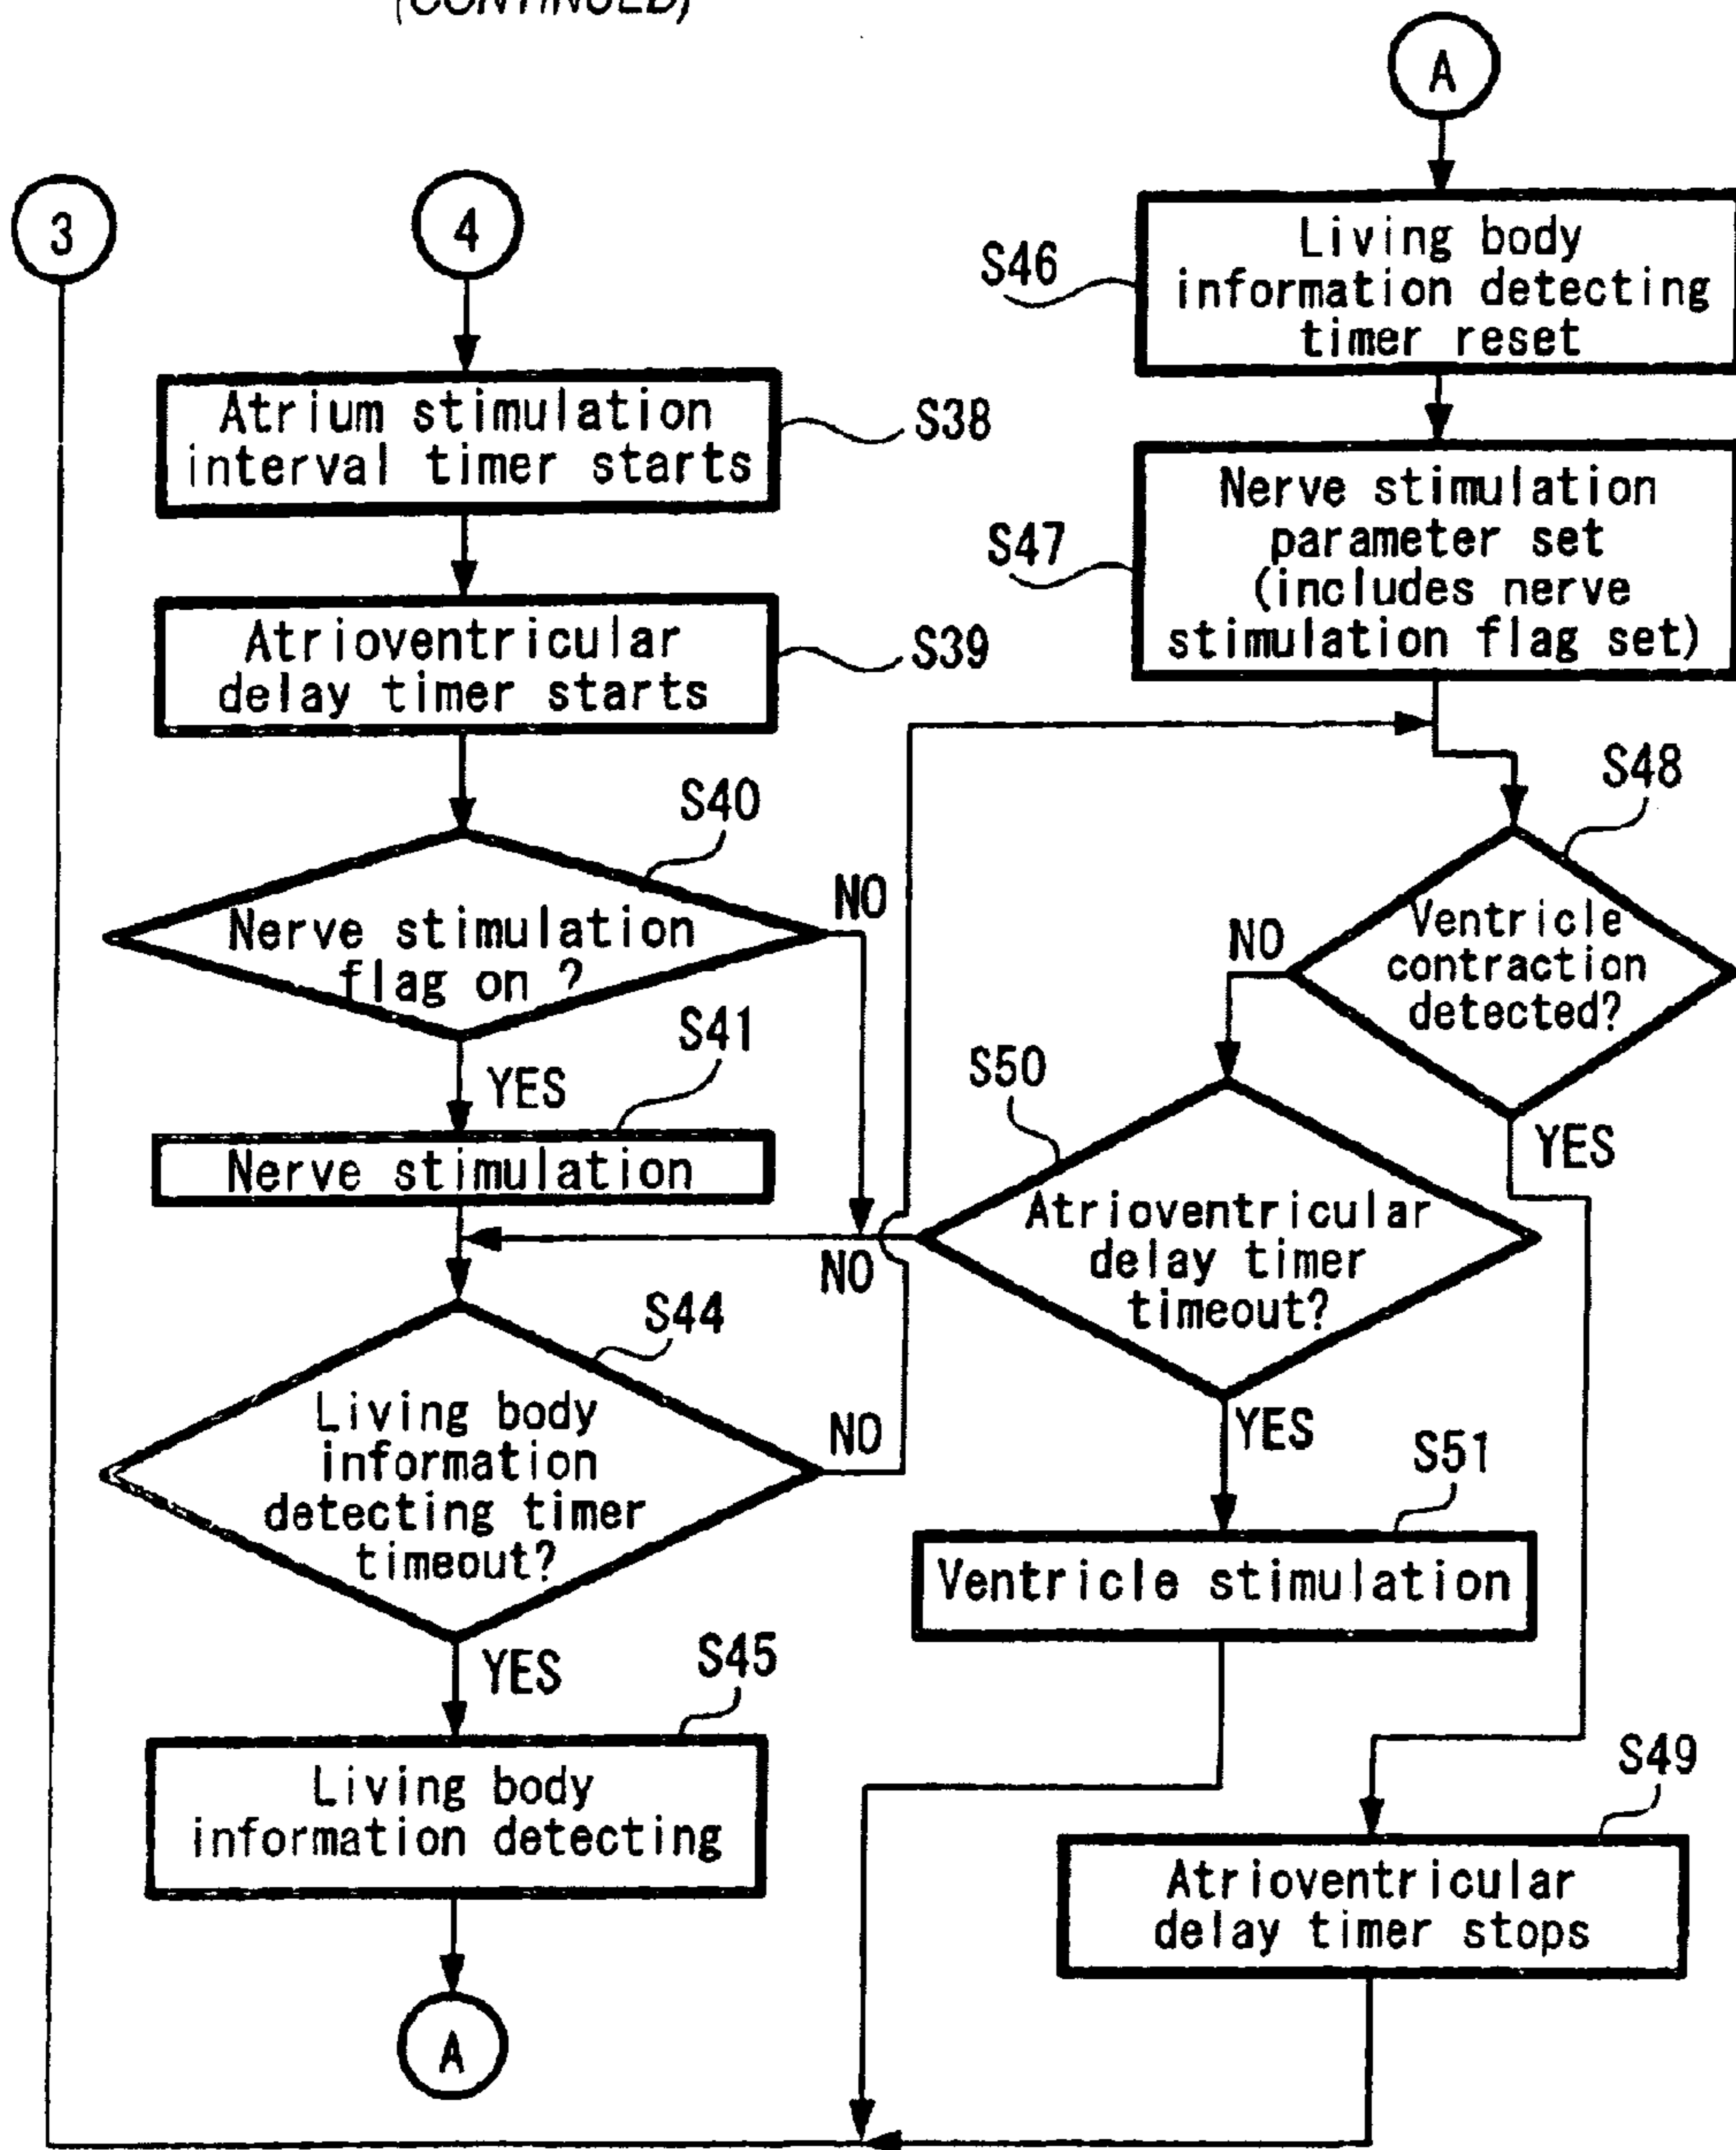 (CONTINUED)
3
4
Atrium stimulation
interval timer starts
S38
Atrioventricular
delay timer starts
S39
S40
Nerve stimulation
flag on ?
NO
YES
S41
Nerve stimulation
S44
Living body
information
detecting timer
timeout?
NO
YES
S45
Living body
information detecting
A
A
S46
Living body
information detecting
timer reset
S47
Nerve stimulation
parameter set
(includes nerve
stimulation flag set)
S48
Ventricle
contraction
detected?
NO
YES
S50
Atrioventricular
delay timer
timeout?
NO
YES
S51
Ventricle stimulation
S49
Atrioventricular
delay timer stops